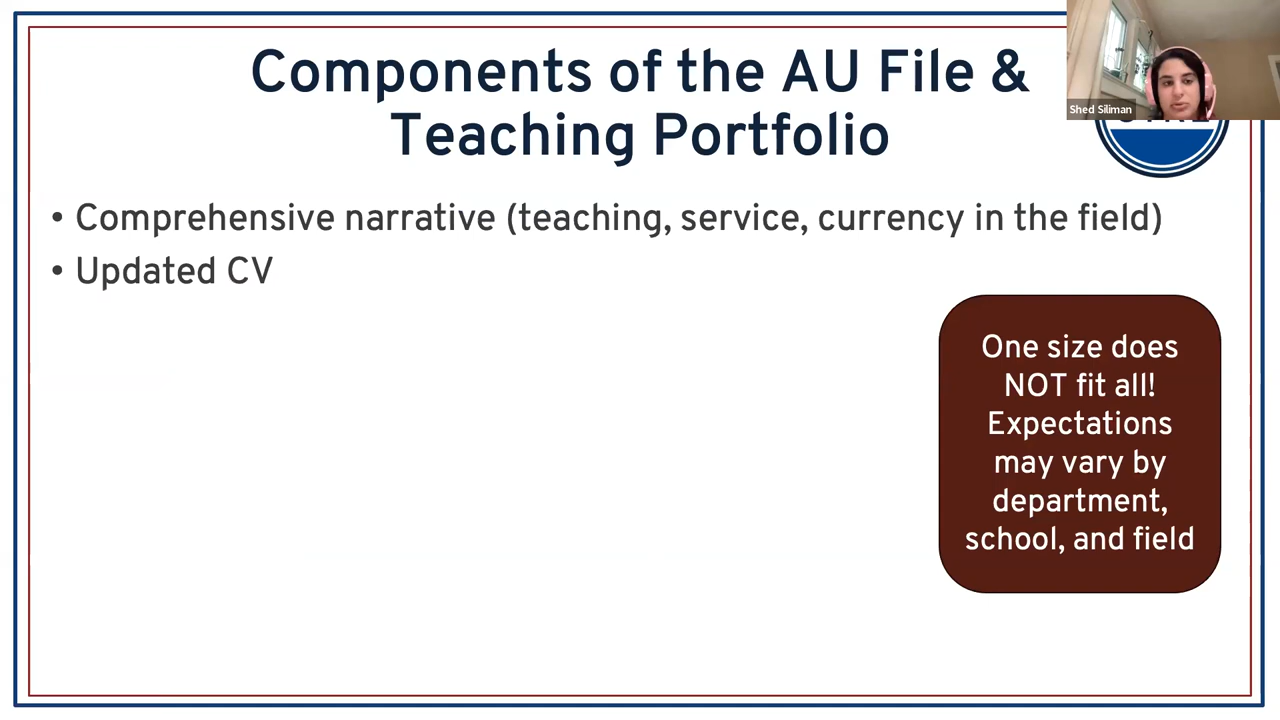 Components of the AU File &
Teaching Portfolio
Shed Siliman
• Comprehensive narrative (teaching, service, currency in the field)
• Updated CV
One size does
NOT fit all!
Expectations
may vary by
department,
school, and field